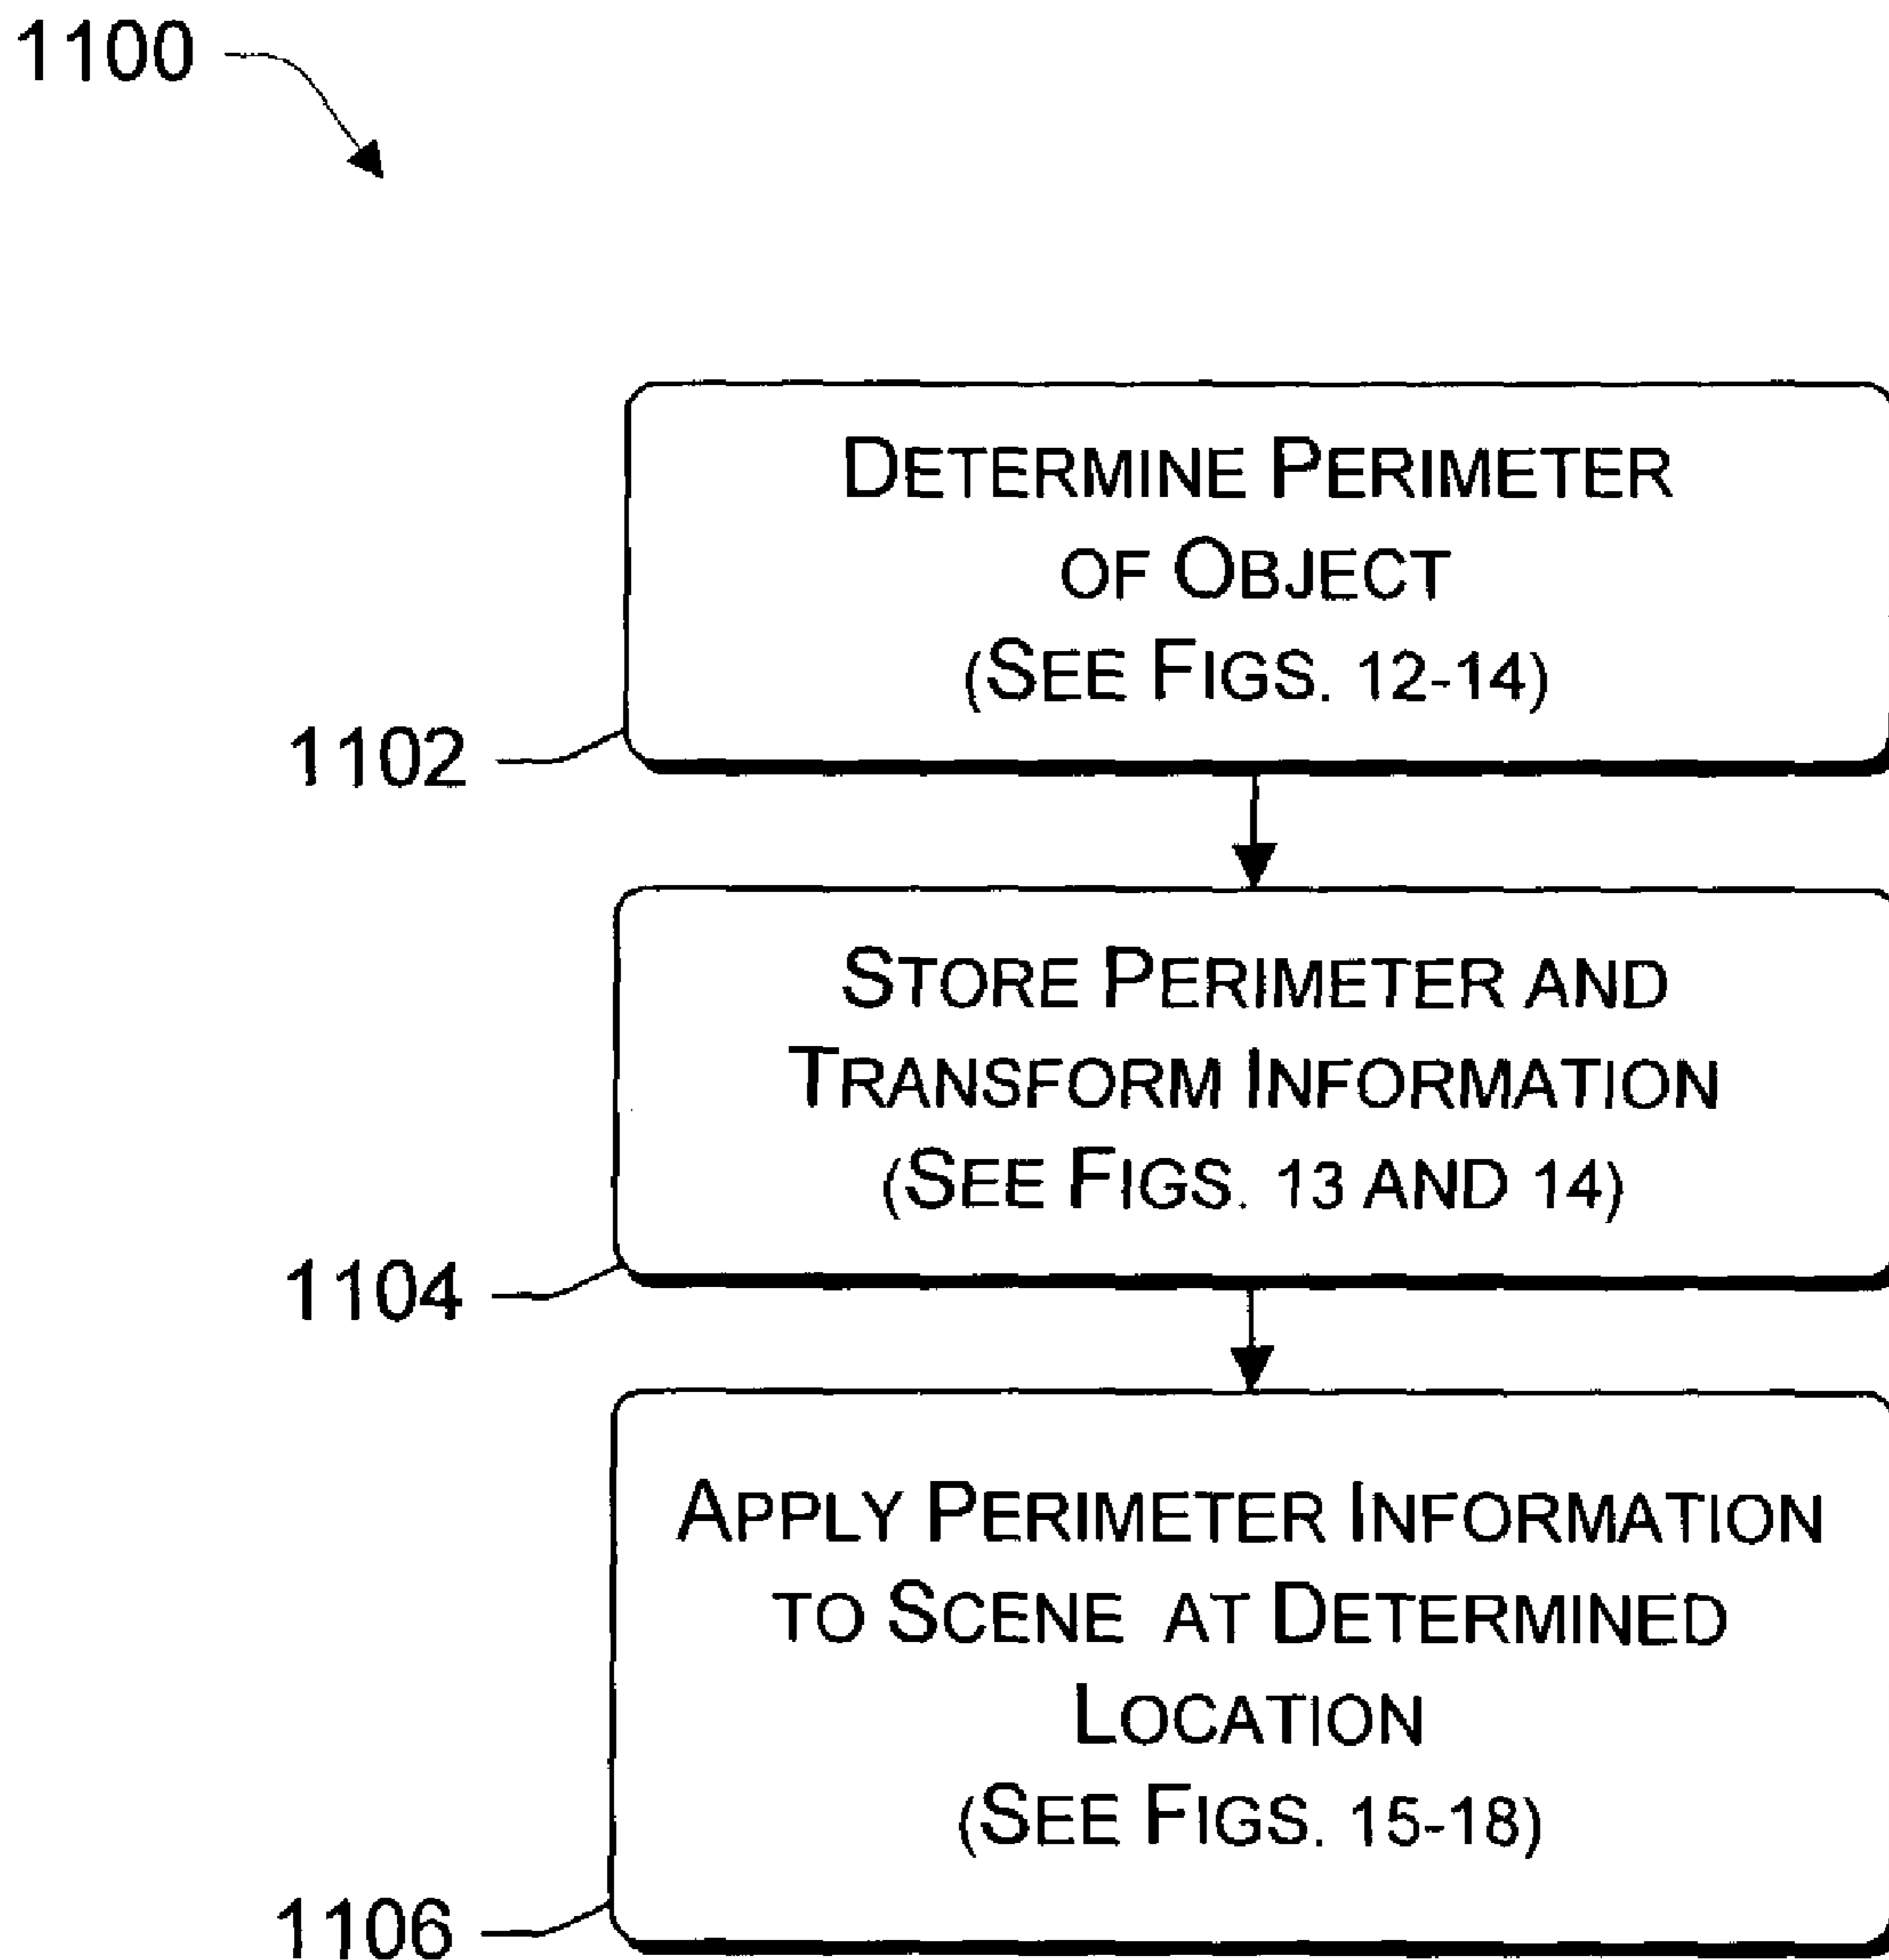 1100
DETERMINE PERIMETER
OF OBJECT
(SEE FIGS. 12-14)
1102
STORE PERIMETER AND
TRANSFORM INFORMATION
(SEE FIGS. 13 AND 14)
1104
APPLY PERIMETER INFORMATION
TO SCENE AT DETERMINED
LOCATION
(SEE FIGS. 15-18)
1106